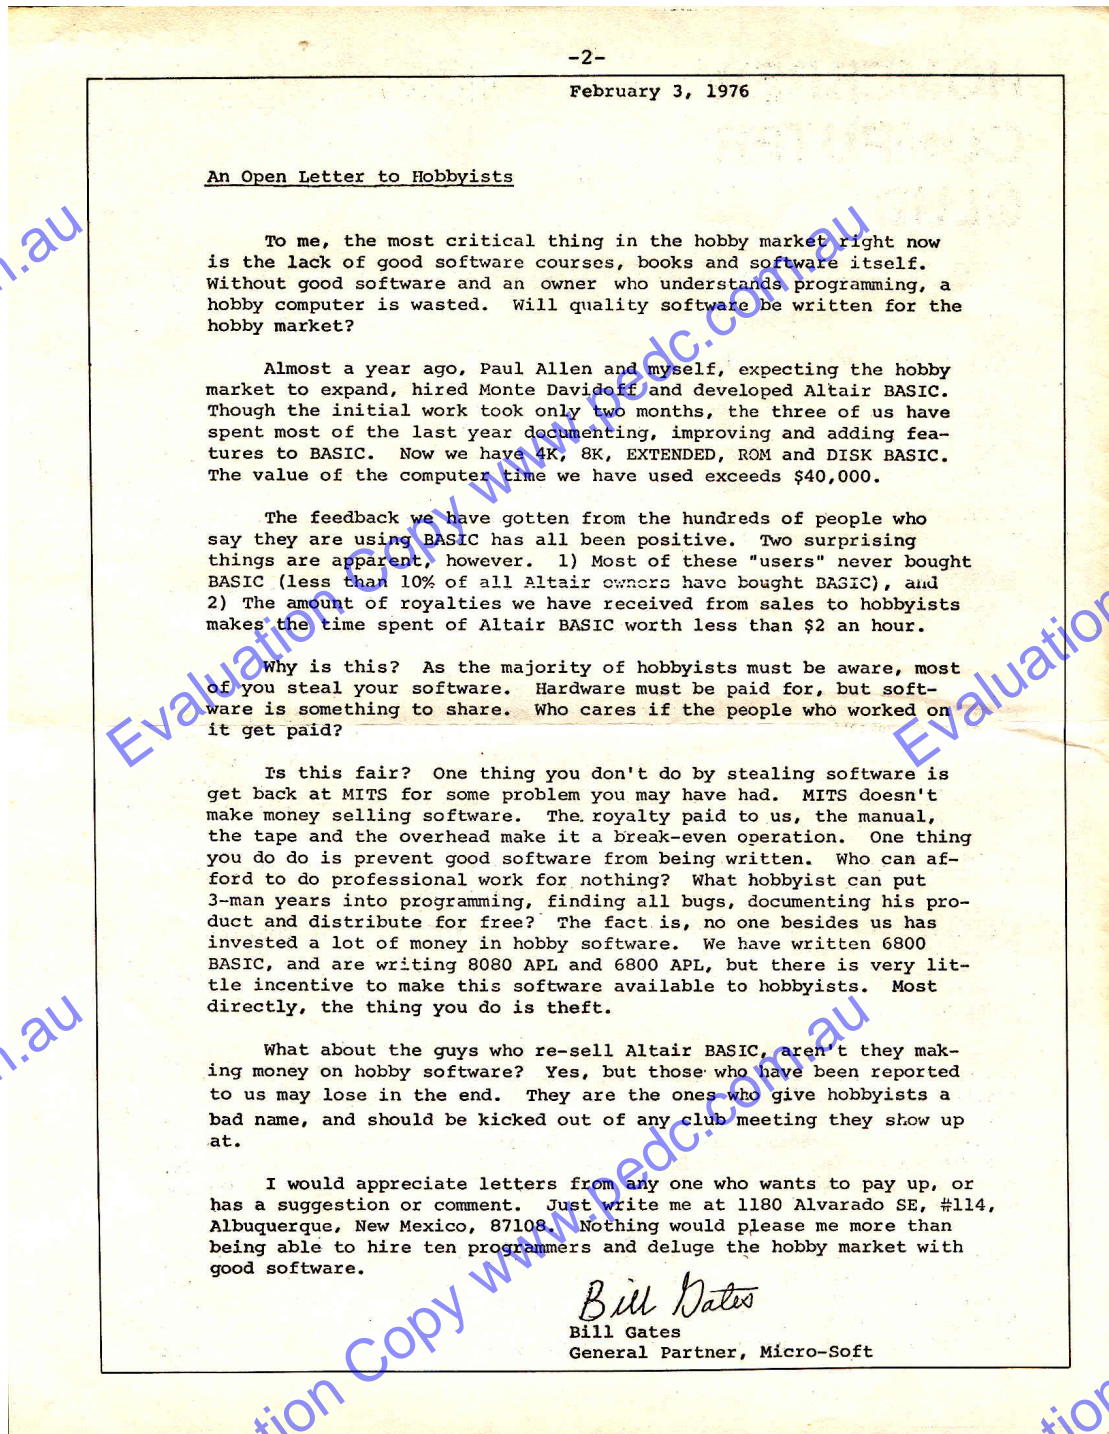 -2-
February 3, 1976
An Open Letter to Hobbyists
To me, the most critical thing in the hobby market right now
is the lack of good software courses, books and software itself.
Without good software and an owner who understands programming, a
hobby computer is wasted. Will quality software be written for the
hobby market?
Almost a year ago, Paul Allen and myself, expecting the hobby
market to expand, hired Monte Davidoff and developed Altair BASIC.
Though the initial work took only two months, the three of us have
spent most of the last year documenting, improving and adding fea-
tures to BASIC. Now we have 4K, 8K, EXTENDED, ROM and DISK BASIC.
The value of the computer time we have used exceeds $40,000.
The feedback we have gotten from the hundreds of people who
say they are using BASIC has all been positive. Two surprising
things are apparent, however. 1) Most of these "users" never bought
BASIC (less than 10% of all Altair owners have bought BASIC), and
2) The amount of royalties we have received from sales to hobbyists
makes the time spent of Altair BASIC worth less than $2 an hour.
Why is this? As the majority of hobbyists must be aware, most
of you steal your software. Hardware must be paid for, but soft-
ware is something to share. Who cares if the people who worked on
it get paid?
Is this fair? One thing you don't do by stealing software is
get back at MITS for some problem you may have had. MITS doesn't
make money selling software. The royalty paid to us, the manual,
the tape and the overhead make it a break-even operation. One thing
you do do is prevent good software from being written. Who can af-
ford to do professional work for nothing? What hobbyist can put
3-man years into programming, finding all bugs, documenting his pro-
duct and distribute for free? The fact is, no one besides us has
invested a lot of money in hobby software. We have written 6800
BASIC, and are writing 8080 APL and 6800 APL, but there is very lit-
tle incentive to make this software available to hobbyists. Most
directly, the thing you do is theft.
What about the guys who re-sell Altair BASIC, aren't they mak-
ing money on hobby software? Yes, but those who have been reported
to us may lose in the end. They are the ones who give hobbyists a
bad name, and should be kicked out of any club meeting they show up
at.
I would appreciate letters from any one who wants to pay up, or
has a suggestion or comment. Just write me at 1180 Alvarado SE, #114,
Albuquerque, New Mexico, 87108. Nothing would please me more than
being able to hire ten programmers and deluge the hobby market with
good software.
Bill Gates
Bill Gates
General Partner, Micro-Soft
Evaluation Copy www.pedc.com.au
Evaluation Copy www.pedc.com.au
m.au
m.au
Evaluation
Evaluation
tion